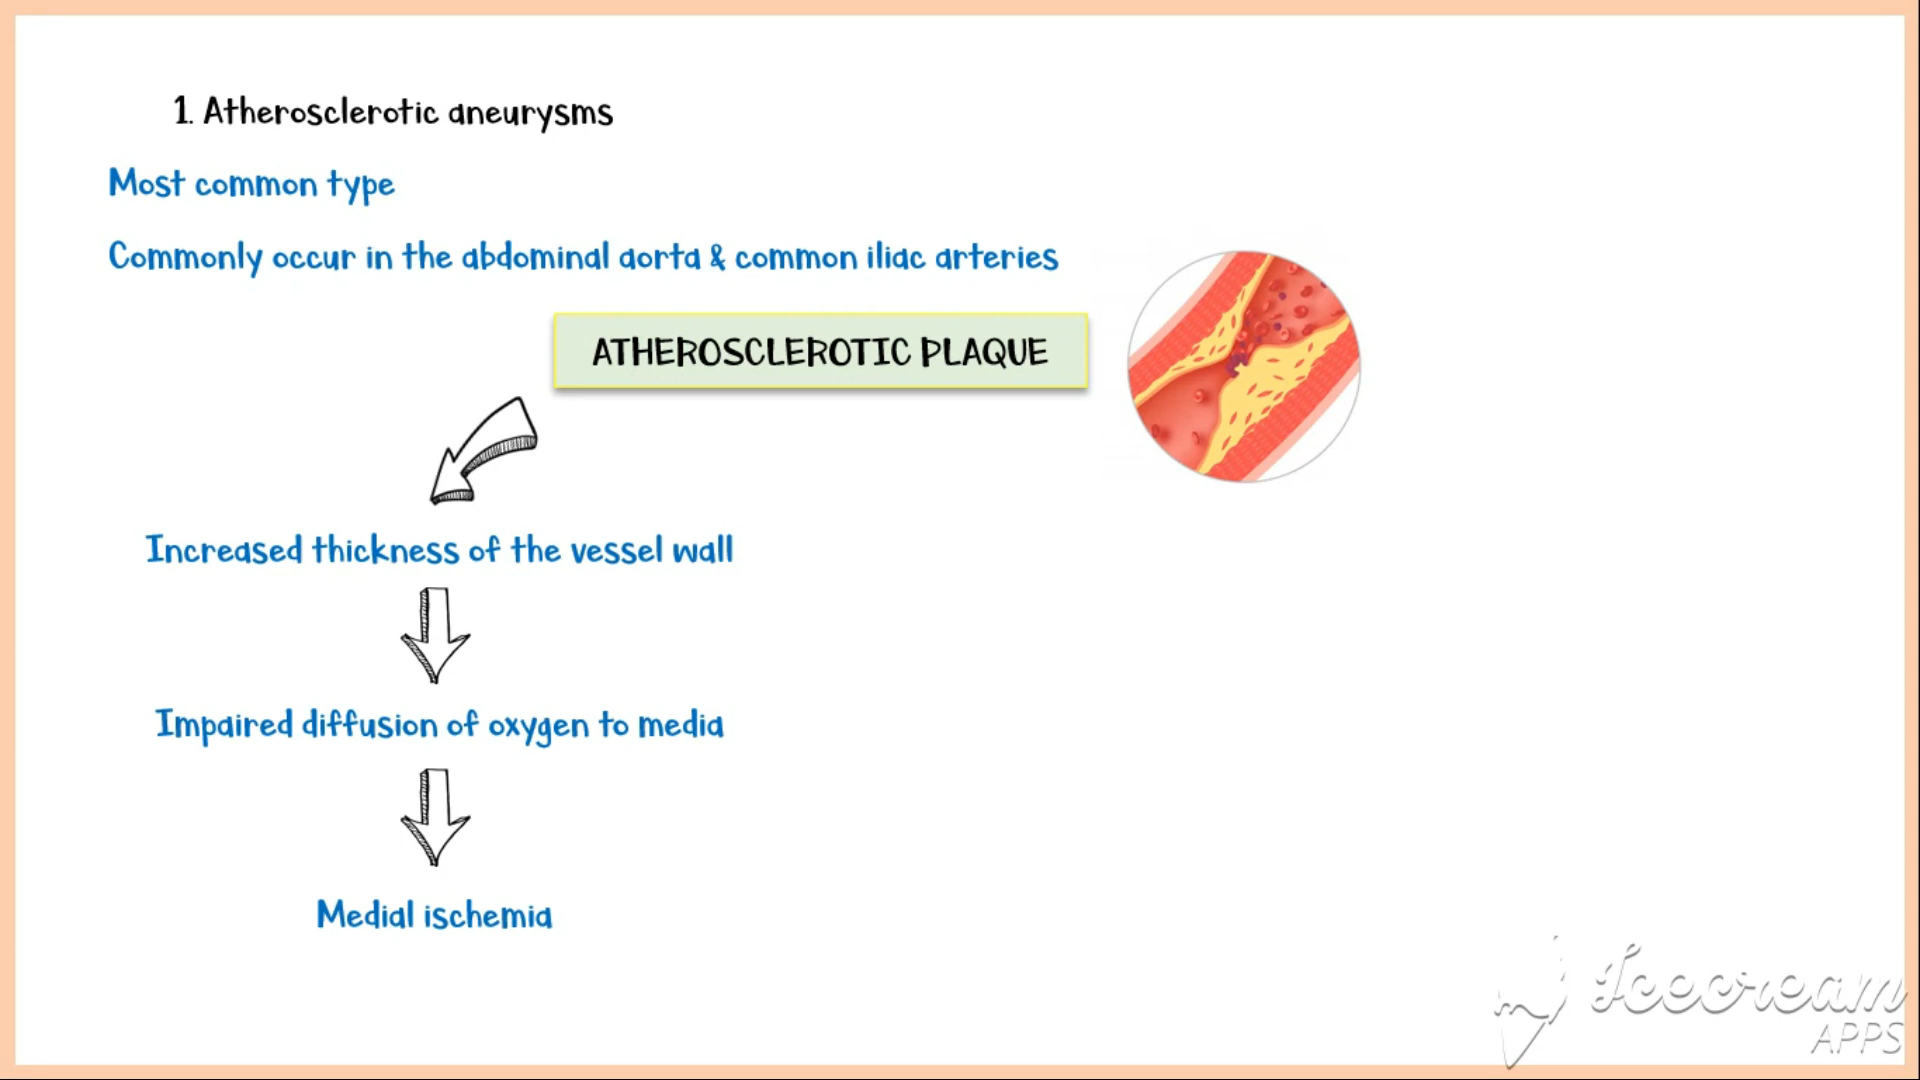 1. Atherosclerotic aneurysms
Most common type
Commonly occur in the abdominal aorta & common iliac arteries
ATHEROSCLEROTIC PLAQUE
Increased thickness of the vessel wall
Impaired diffusion of oxygen to media
Medial ischemia
Icecream
APPS